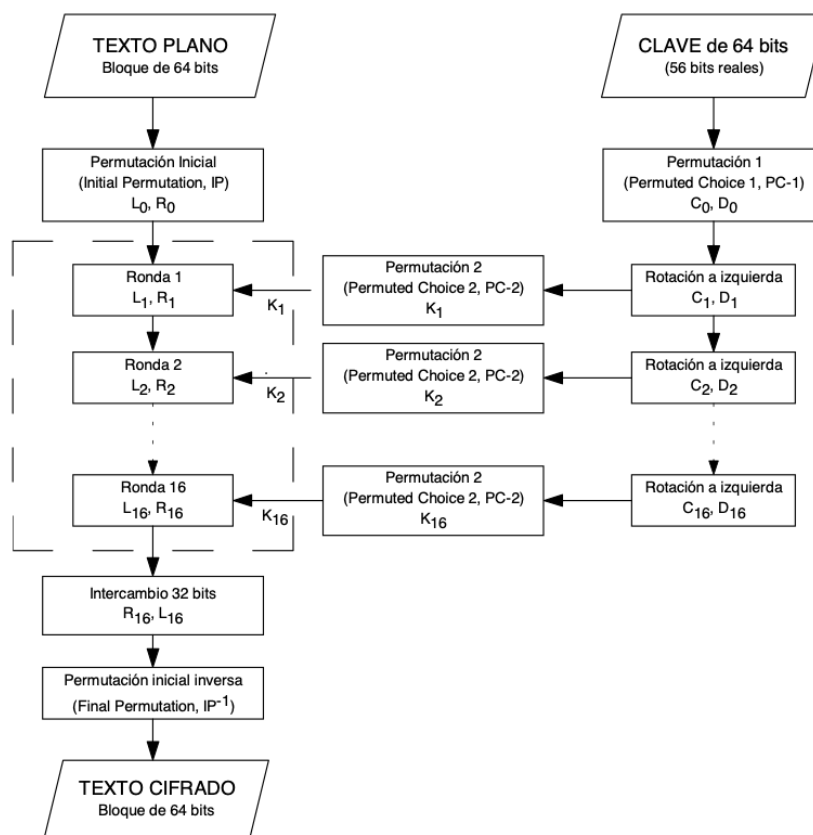 TEXTO PLANO
Bloque de 64 bits
CLAVE de 64 bits
(56 bits reales)
Permutación Inicial
(Initial Permutation, IP)
L0, R0
Permutación 1
(Permuted Choice 1, PC-1)
C0, D0
Ronda 1
L1, R1
K1
Permutación 2
(Permuted Choice 2, PC-2)
K1
Rotación a izquierda
C1, D1
Ronda 2
L2, R2
K2
Permutación 2
(Permuted Choice 2, PC-2)
K2
Rotación a izquierda
C2, D2
Ronda 16
L16, R16
K16
Permutación 2
(Permuted Choice 2, PC-2)
K16
Rotación a izquierda
C16, D16
Intercambio 32 bits
R16, L16
Permutación inicial inversa
(Final Permutation, IP-1)
TEXTO CIFRADO
Bloque de 64 bits